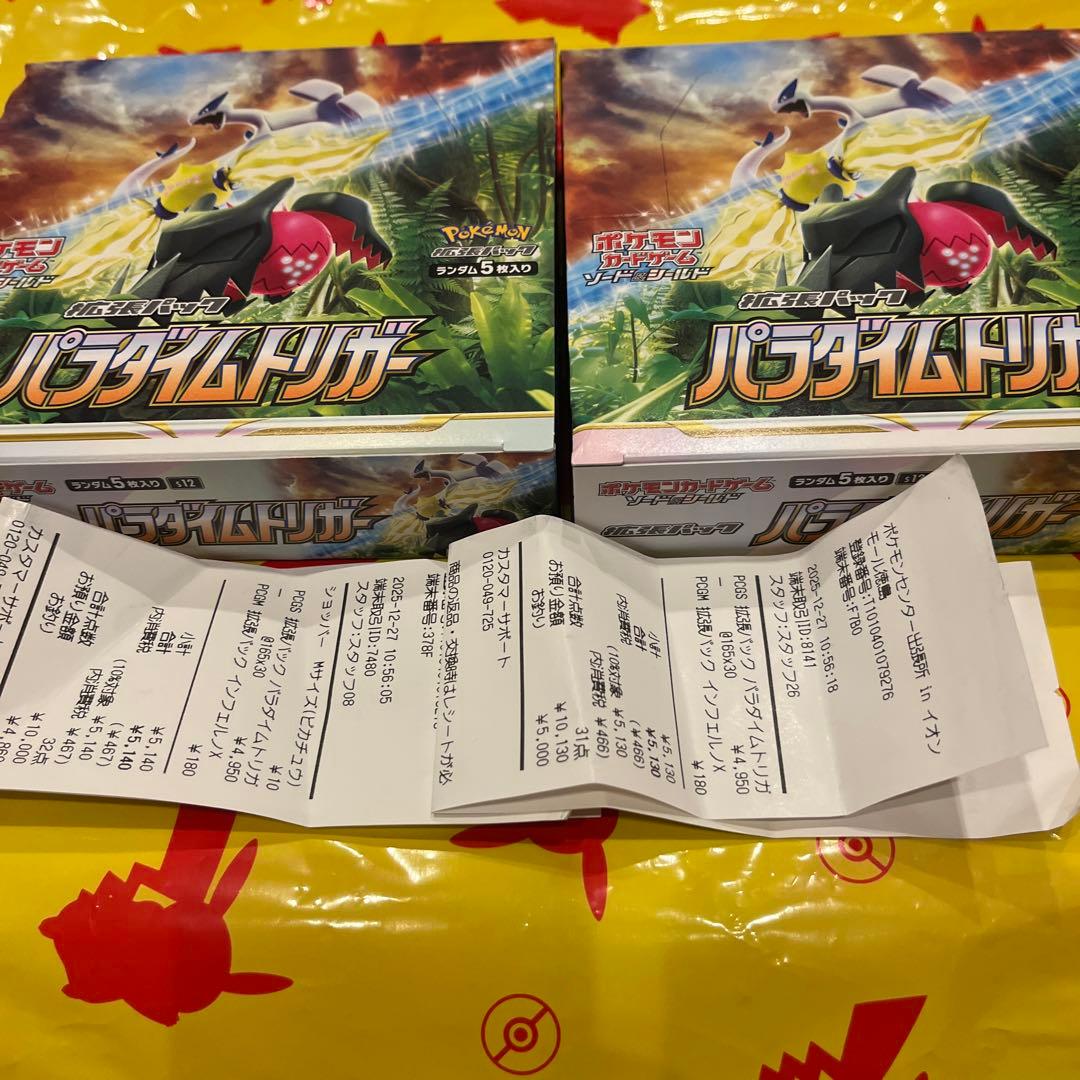 ポケモン
ゲーム
POKÉMON
拡張パック
ランダム5枚入り
拡張パック
パラダイムトリガー
ランダム5枚入り s12
パラダイムトリガー
ポケモン
カードゲーム
ソード&シールド
拡張パック
パラダイムトリガ
ポケモンカードゲーム
ソード&シールド
ランダム5枚入り s12
拡張パック
ポケモンセンター出張所 in イオン
モール徳島
登録番号:T1010401079276
端末番号:F7B0
2025-12-27 10:56:18
端末取引ID:8141
スタッフ:スタッフ26
PCGS 拡張パック パラダイムトリガ
ー @165x30 ¥4,950
PCGM 拡張パック インフェルノX
¥180
小計 ¥5,130
(10%対象 ¥5,130
内消費税 ¥466)
合計 ¥5,130
(内消費税 ¥466)
合計点数 31点
お預り金額 ¥10,130
お釣り ¥5,000
カスタマーサポート
0120-049-725
商品の返品・交換時はレシートが必
端末番号:378F
2025-12-27 10:56:05
端末取引ID:7480
スタッフ:スタッフ08
ショッパー Mサイズ(ピカチュウ)
¥10
PCGS 拡張パック パラダイムトリガ
ー @165x30 ¥4,950
PCGM 拡張パック インフェルノX
¥180
小計 ¥5,140
(10%対象 ¥5,140
内消費税 ¥467)
合計 ¥5,140
(内消費税 ¥467)
合計点数 32点
お預り金額 ¥10,000
お釣り ¥4,860
カスタマーサポ
0120-049-